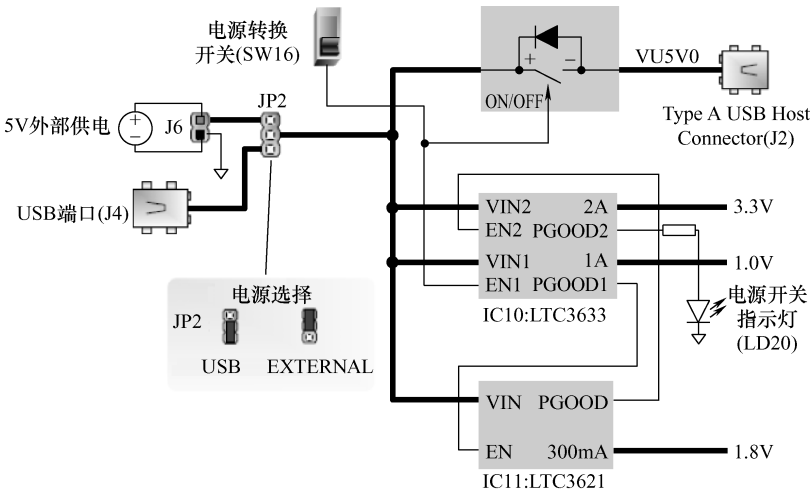 电源转换
开关(SW16)
5V外部供电
+
−
J6
JP2
USB端口(J4)
+ −
ON/OFF
VU5V0
Type A USB Host
Connector(J2)
VIN2 2A
EN2 PGOOD2
VIN1 1A
EN1 PGOOD1
IC10:LTC3633
3.3V
1.0V
电源开关
指示灯
(LD20)
电源选择
JP2
USB EXTERNAL
VIN PGOOD
EN 300mA
IC11:LTC3621
1.8V